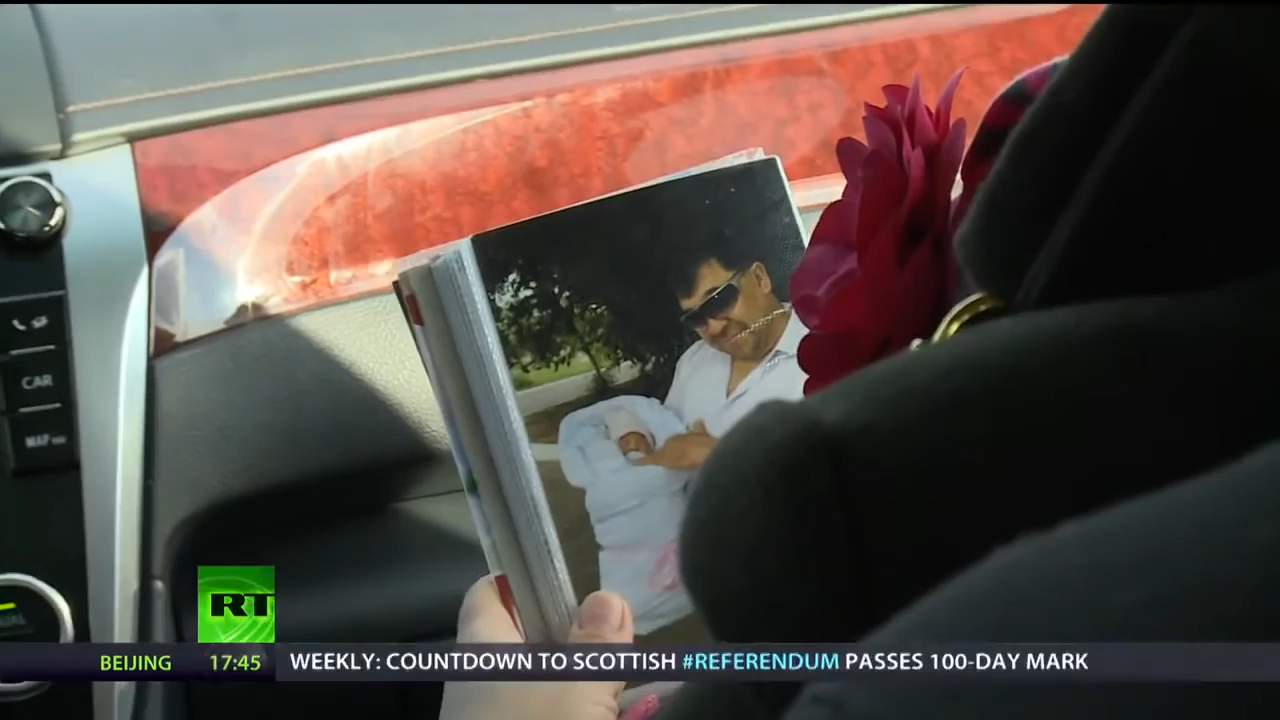 CAR
MAP
RT
BEIJING 17:45 WEEKLY: COUNTDOWN TO SCOTTISH #REFERENDUM PASSES 100-DAY MARK